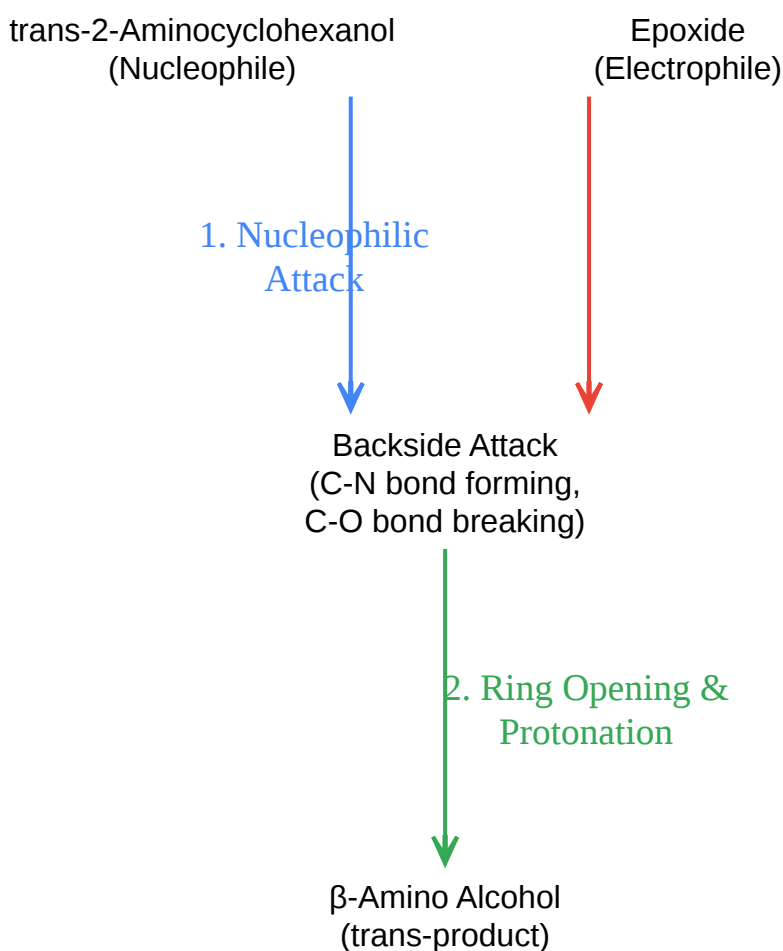 trans-2-Aminocyclohexanol
(Nucleophile)
Epoxide
(Electrophile)
1. Nucleophilic
Attack
Backside Attack
(C-N bond forming,
C-O bond breaking)
2. Ring Opening &
Protonation
β-Amino Alcohol
(trans-product)